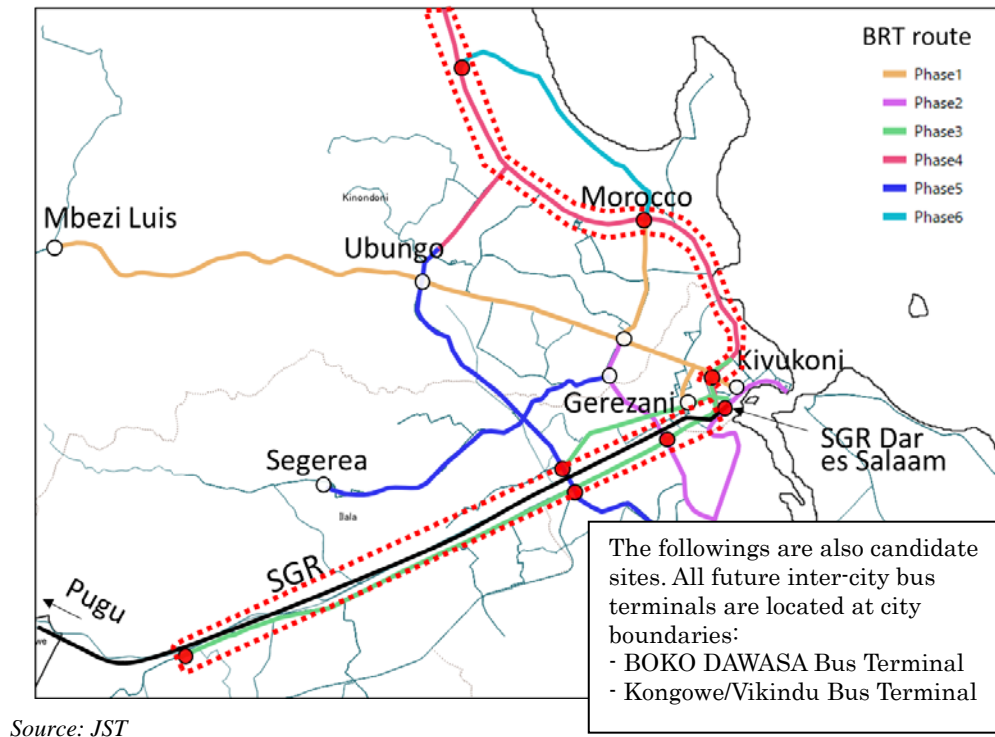 BRT route
Phase1
Phase2
Phase3
Phase4
Phase5
Phase6
Morocco
Kinondoni
Mbezi Luis
Ubungo
Kivukoni
Gerezani
SGR Dar
es Salaam
Segerea
Ilala
SGR
Pugu
we
The followings are also candidate
sites. All future inter-city bus
terminals are located at city
boundaries:
- BOKO DAWASA Bus Terminal
- Kongowe/Vikindu Bus Terminal
Source: JST